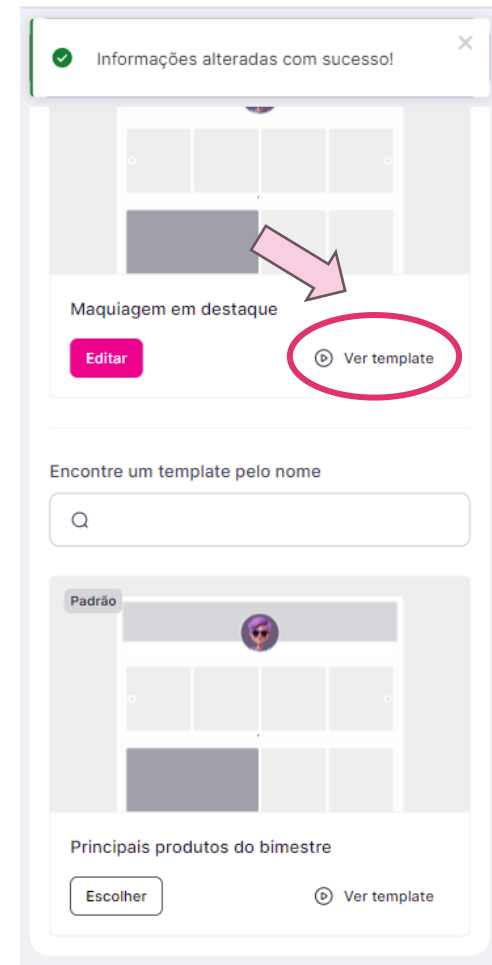 Informações alteradas com sucesso!
Maquiagem em destaque
Editar
Ver template
Encontre um template pelo nome
Padrão
Principais produtos do bimestre
Escolher
Ver template